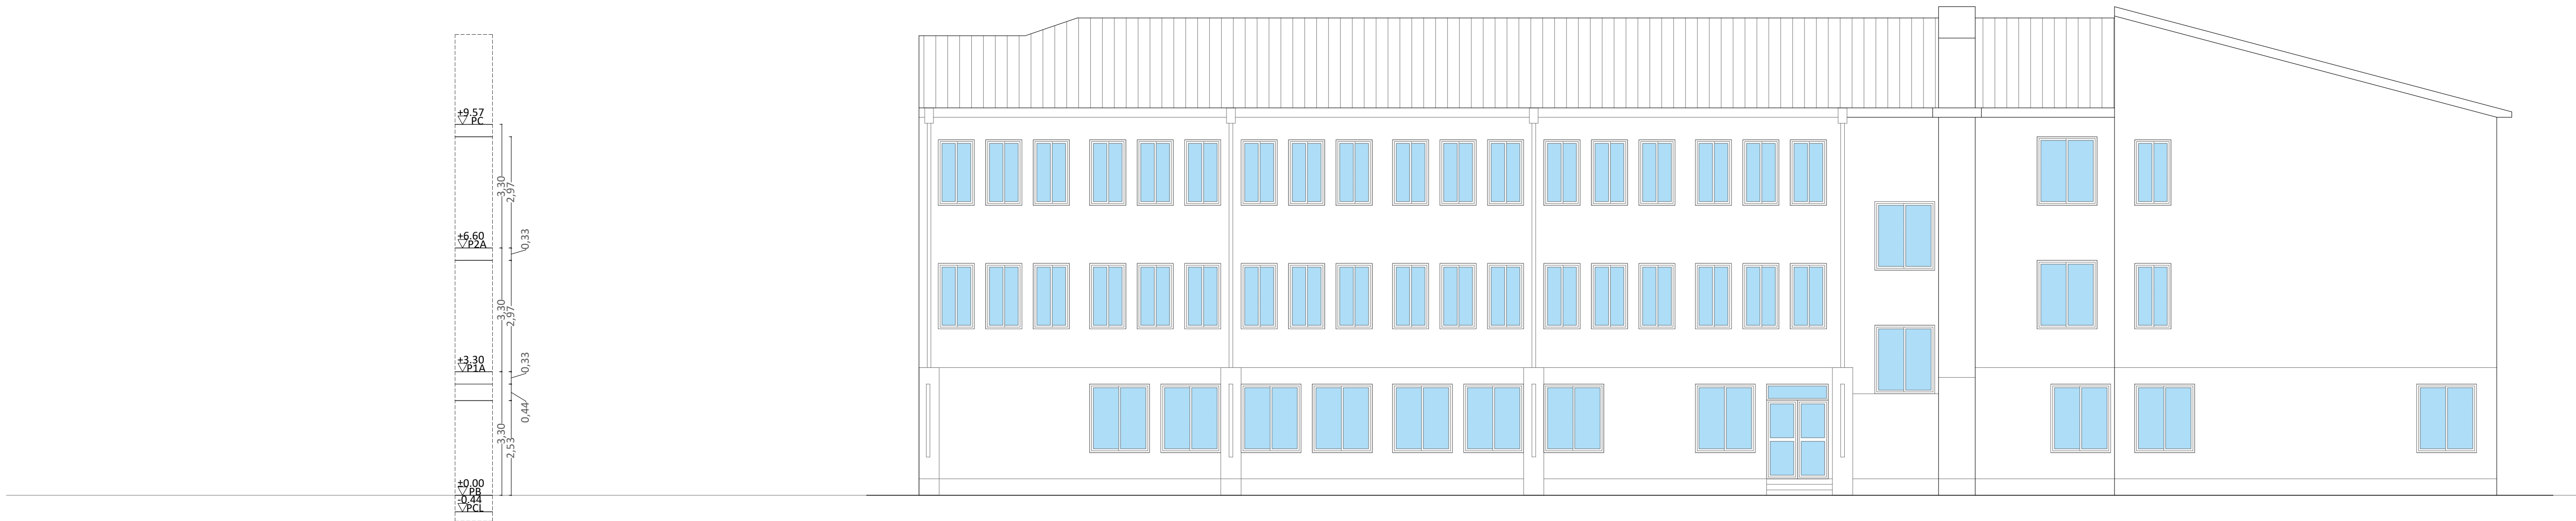 ±9.57
PC
3,30
2,97
±6.60
P2A
0,33
3,30
2,97
±3.30
P1A
0,33
0,44
3,30
2,53
±0.00
PB
-0.44
PCL